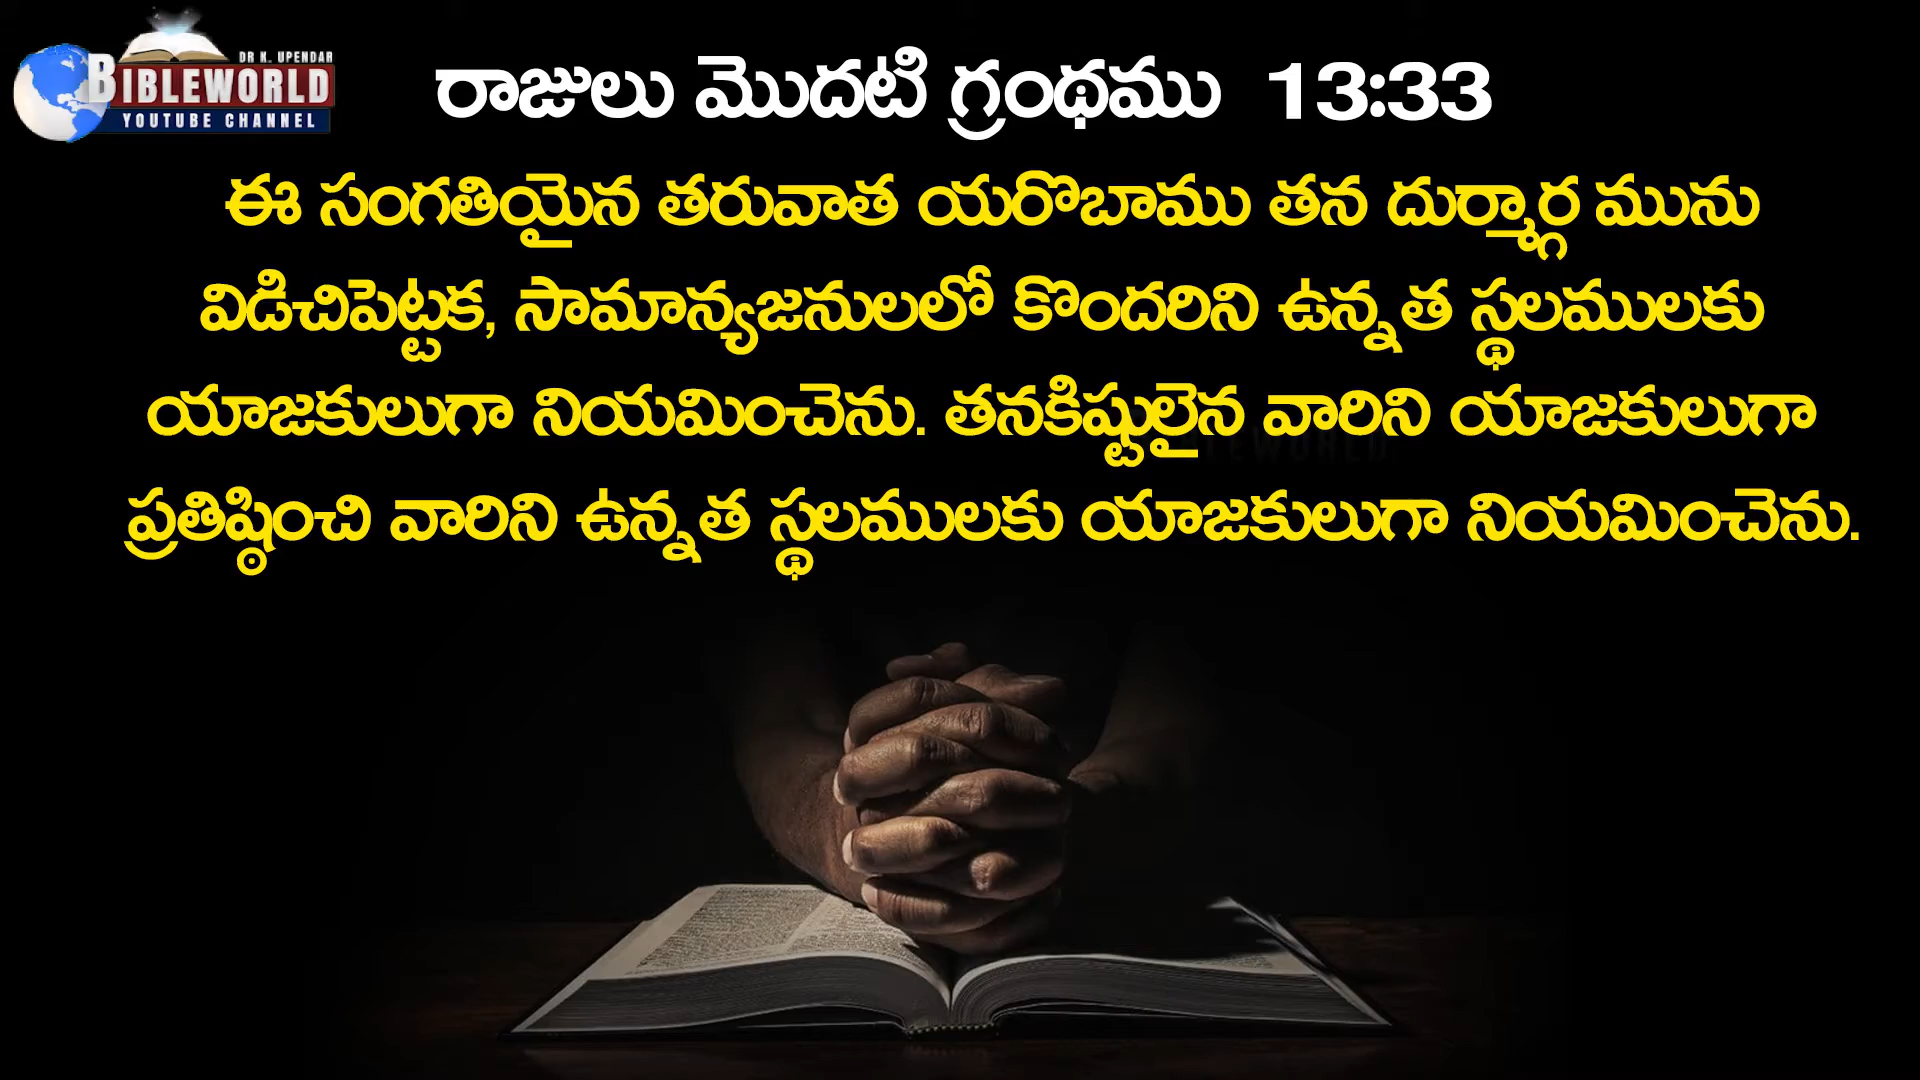 DR K. UPENDAR
BIBLEWORLD
YOUTUBE CHANNEL
రాజులు మొదటి గ్రంథము 13:33
ఈ సంగతియైన తరువాత యరొబాము తన దుర్మార్గ మును
విడిచిపెట్టక, సామాన్యజనులలో కొందరిని ఉన్నత స్థలములకు
యాజకులుగా నియమించెను. తనకిష్టులైన వారిని యాజకులుగా
ప్రతిష్ఠించి వారిని ఉన్నత స్థలములకు యాజకులుగా నియమించెను.